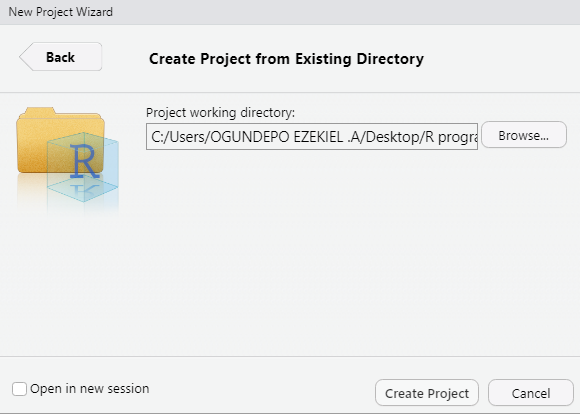 New Project Wizard
Back
Create Project from Existing Directory
Project working directory:
C:/Users/OGUNDEPO EZEKIEL .A/Desktop/R progra
Browse...
R
Open in new session
Create Project
Cancel